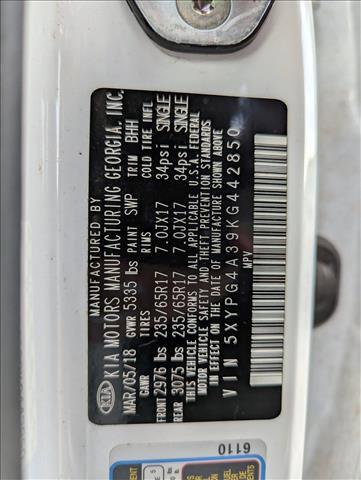 MANUFACTURED BY
KIA KIA MOTORS MANUFACTURING GEORGIA, INC.
MAR/05/18 GVWR 5335 lbs PAINT SWP TRIM BHH
GAWR TIRES RIMS COLD TIRE INFL
FRONT 2976 lbs 235/65R17 7.0JX17 34psi SINGLE
REAR 3075 lbs 235/65R17 7.0JX17 34psi SINGLE
THIS VEHICLE CONFORMS TO ALL APPLICABLE U.S.A. FEDERAL
MOTOR VEHICLE SAFETY, THEFT PREVENTION AND BUMPER STANDARDS
IN EFFECT ON THE DATE OF MANUFACTURE SHOWN ABOVE
VIN 5XYPG4A39KG442850
MPV
6110